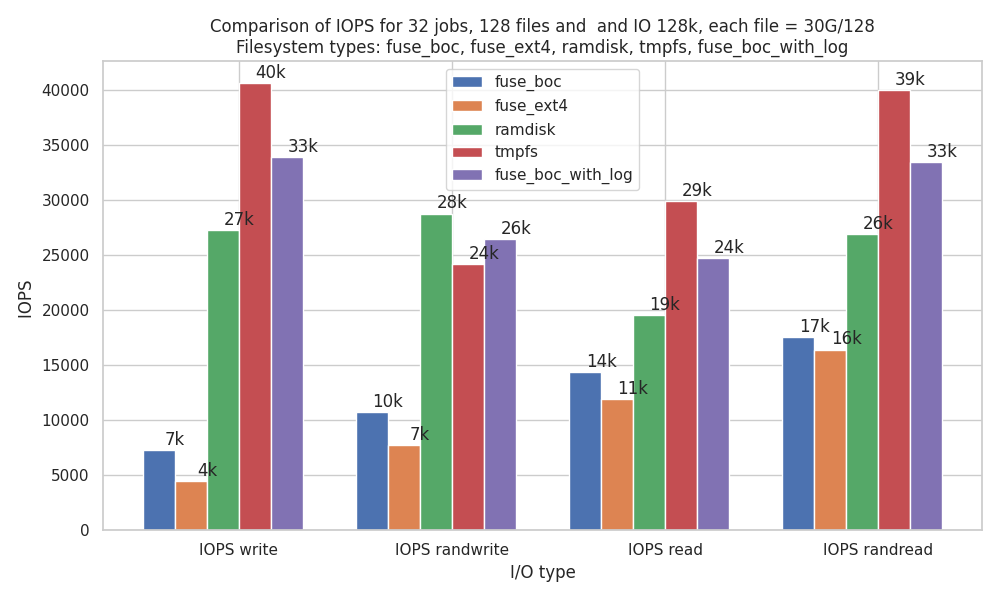 Comparison of IOPS for 32 jobs, 128 files and  and IO 128k, each file = 30G/128
Filesystem types: fuse_boc, fuse_ext4, ramdisk, tmpfs, fuse_boc_with_log
fuse_boc
fuse_ext4
ramdisk
tmpfs
fuse_boc_with_log
IOPS
40000
35000
30000
25000
20000
15000
10000
5000
0
7k
4k
27k
40k
33k
10k
7k
28k
24k
26k
14k
11k
19k
29k
24k
17k
16k
26k
39k
33k
IOPS write
IOPS randwrite
IOPS read
IOPS randread
I/O type